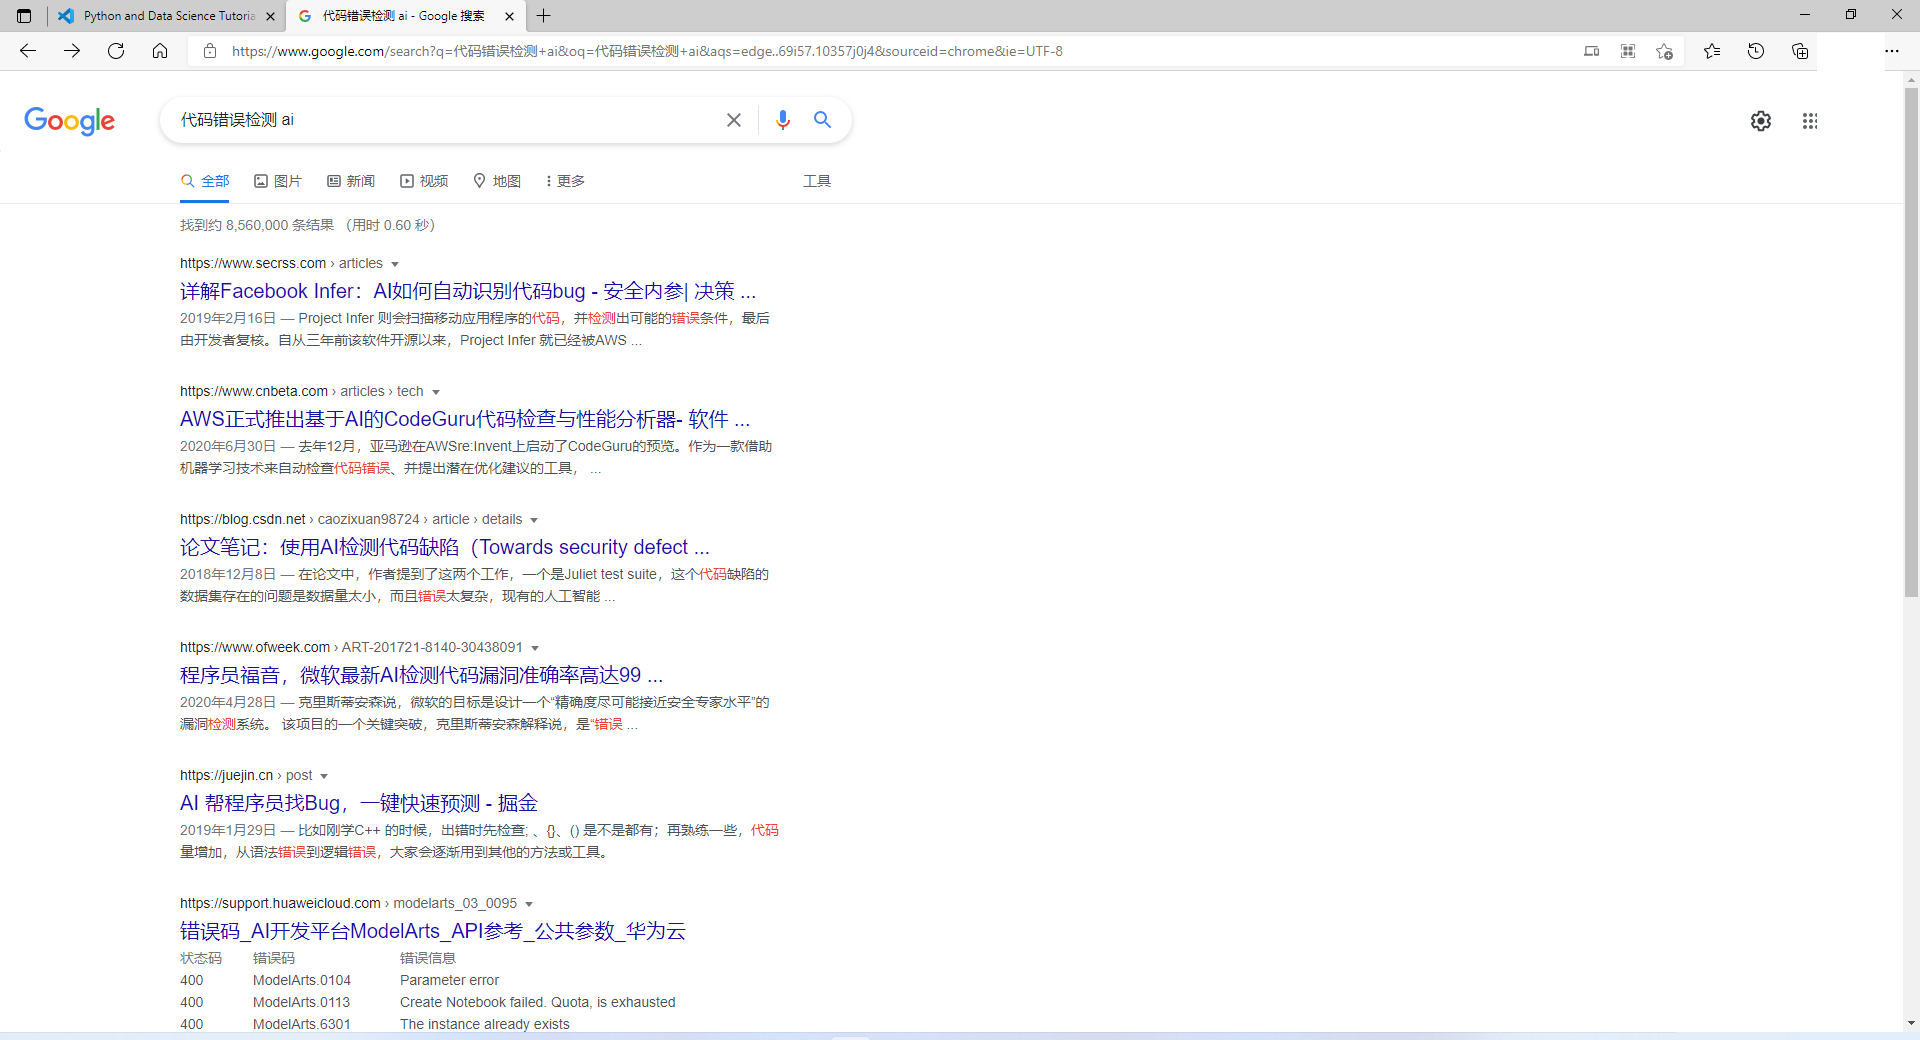 Python and Data Science Tutoria
代码错误检测 ai - Google 搜索
https://www.google.com/search?q=代码错误检测+ai&oq=代码错误检测+ai&aqs=edge..69i57.10357j0j4&sourceid=chrome&ie=UTF-8
Google
代码错误检测 ai
全部 图片 新闻 视频 地图 更多 工具
找到约 8,560,000 条结果 （用时 0.60 秒）
https://www.secrss.com › articles
详解Facebook Infer：AI如何自动识别代码bug - 安全内参| 决策 ...
2019年2月16日 — Project Infer 则会扫描移动应用程序的代码，并检测出可能的错误条件，最后
由开发者复核。自从三年前该软件开源以来，Project Infer 就已经被AWS ...
https://www.cnbeta.com › articles › tech
AWS正式推出基于AI的CodeGuru代码检查与性能分析器- 软件 ...
2020年6月30日 — 去年12月，亚马逊在AWSre:Invent上启动了CodeGuru的预览。作为一款借助
机器学习技术来自动检查代码错误、并提出潜在优化建议的工具， ...
https://blog.csdn.net › caozixuan98724 › article › details
论文笔记：使用AI检测代码缺陷（Towards security defect ...
2018年12月8日 — 在论文中，作者提到了这两个工作，一个是Juliet test suite，这个代码缺陷的
数据集存在的问题是数据量太小，而且错误太复杂，现有的人工智能 ...
https://www.ofweek.com › ART-201721-8140-30438091
程序员福音，微软最新AI检测代码漏洞准确率高达99 ...
2020年4月28日 — 克里斯蒂安森说，微软的目标是设计一个“精确度尽可能接近安全专家水平”的
漏洞检测系统。 该项目的一个关键突破，克里斯蒂安森解释说，是“错误 ...
https://juejin.cn › post
AI 帮程序员找Bug，一键快速预测 - 掘金
2019年1月29日 — 比如刚学C++ 的时候，出错时先检查; 、{}、() 是不是都有；再熟练一些，代码
量增加，从语法错误到逻辑错误，大家会逐渐用到其他的方法或工具。
https://support.huaweicloud.com › modelarts_03_0095
错误码_AI开发平台ModelArts_API参考_公共参数_华为云
状态码 错误码 错误信息
400 ModelArts.0104 Parameter error
400 ModelArts.0113 Create Notebook failed. Quota, is exhausted
400 ModelArts.6301 The instance already exists